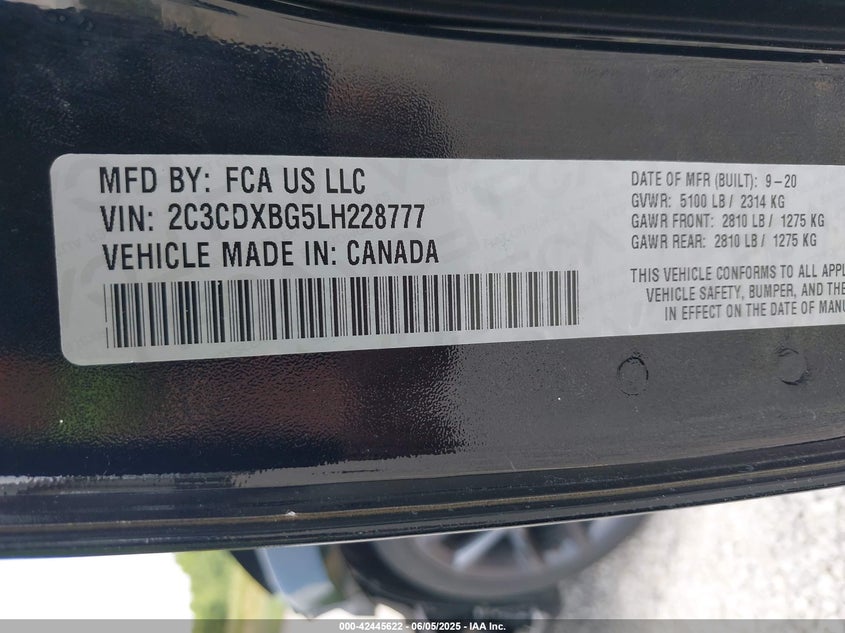 MFD BY: FCA US LLC
VIN: 2C3CDXBG5LH228777
VEHICLE MADE IN: CANADA
DATE OF MFR (BUILT): 9-20
GVWR: 5100 LB / 2314 KG
GAWR FRONT: 2810 LB / 1275 KG
GAWR REAR: 2810 LB / 1275 KG
THIS VEHICLE CONFORMS TO ALL APPL
VEHICLE SAFETY, BUMPER, AND THE
IN EFFECT ON THE DATE OF MANU
000-42445622 - 06/05/2025 - IAA Inc.